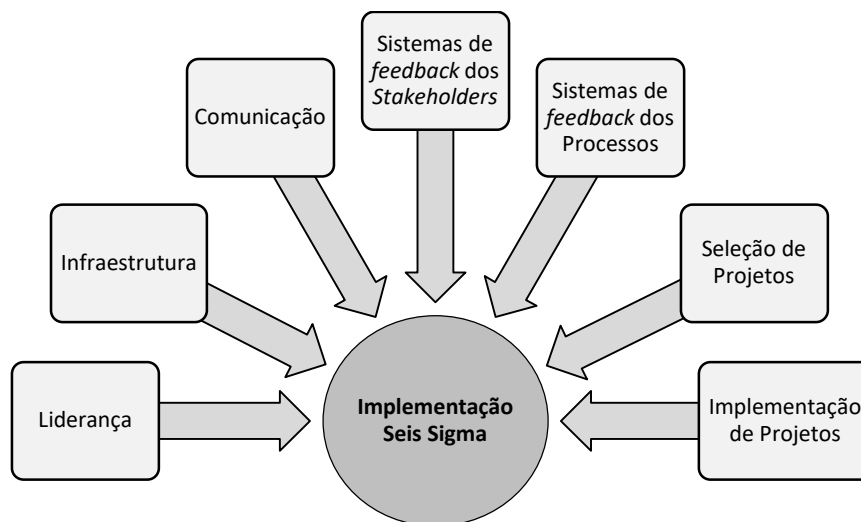 Sistemas de
feedback dos
Stakeholders
Sistemas de
feedback dos
Processos
Comunicação
Infraestrutura
Seleção de
Projetos
Liderança
Implementação
Seis Sigma
Implementação
de Projetos